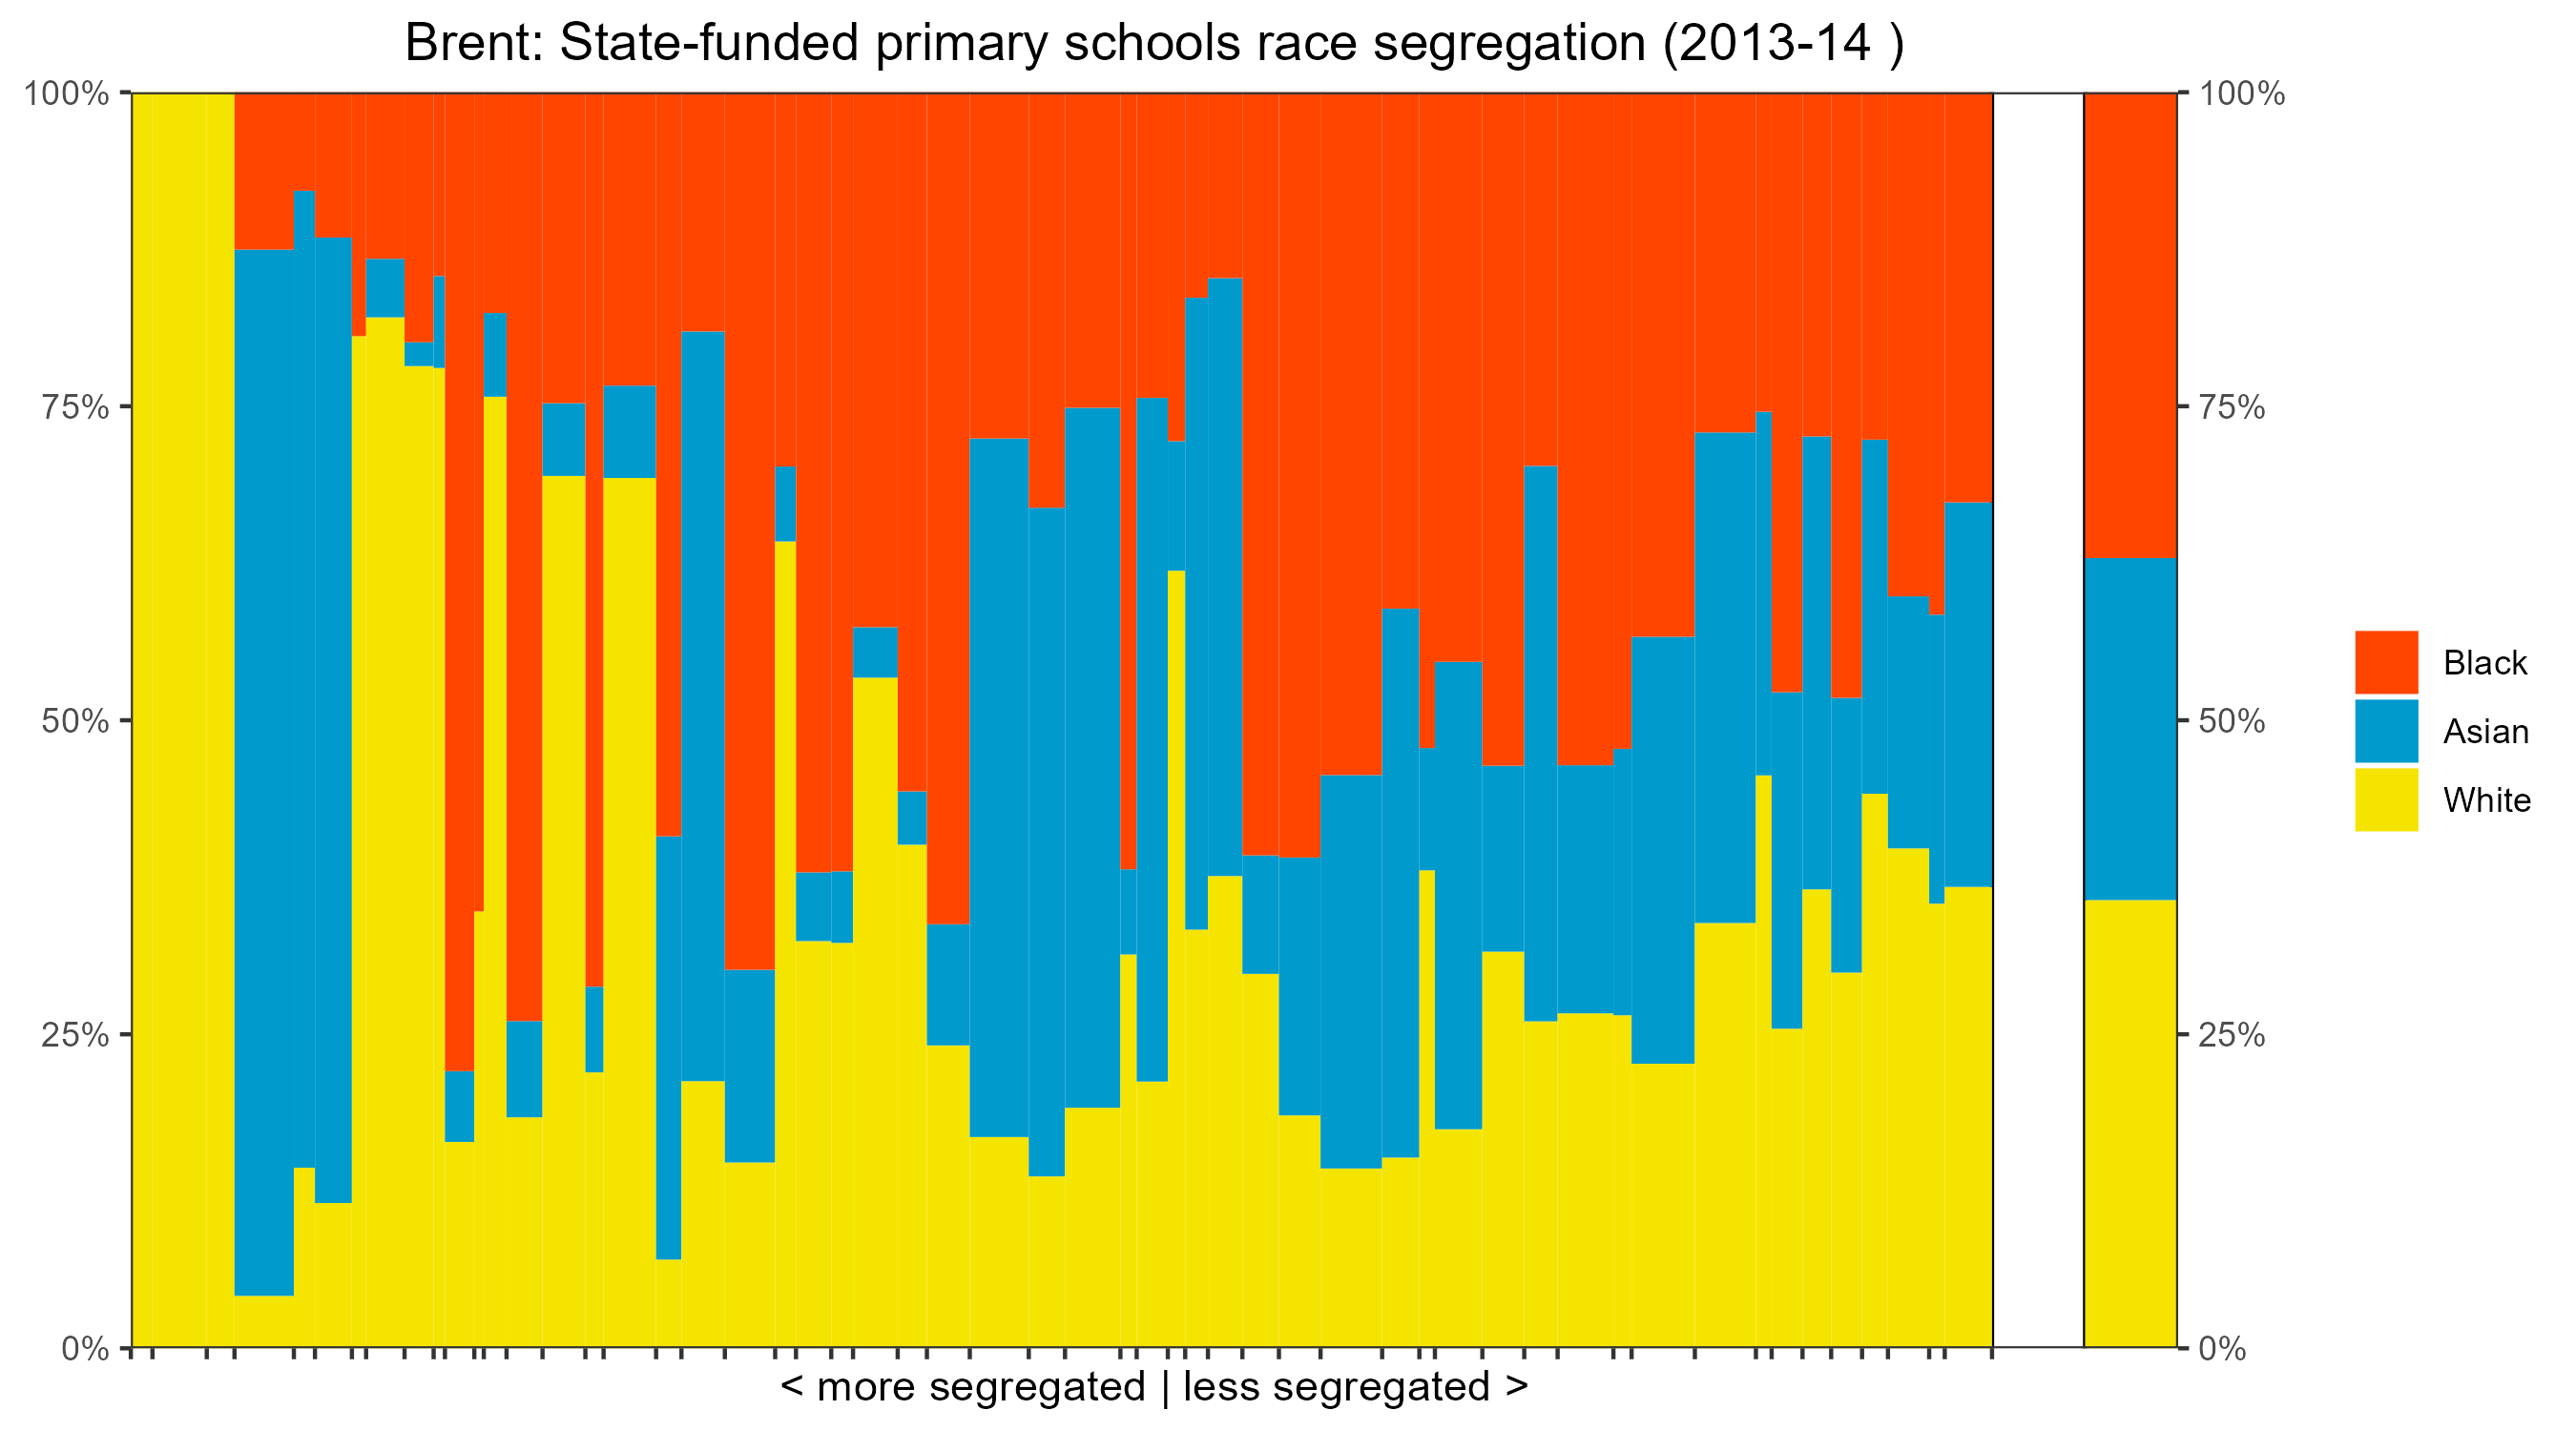 Brent: State-funded primary schools race segregation (2013-14 )
100%
75%
50%
25%
0%
100%
75%
50%
25%
0%
Black
Asian
White
< more segregated | less segregated >